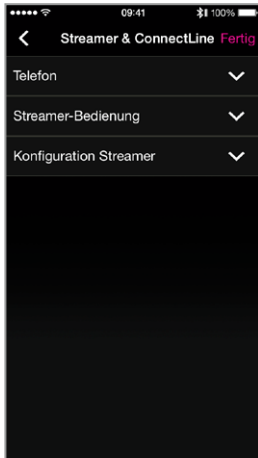 09:41
100%
Streamer & ConnectLine Fertig
Telefon
Streamer-Bedienung
Konfiguration Streamer